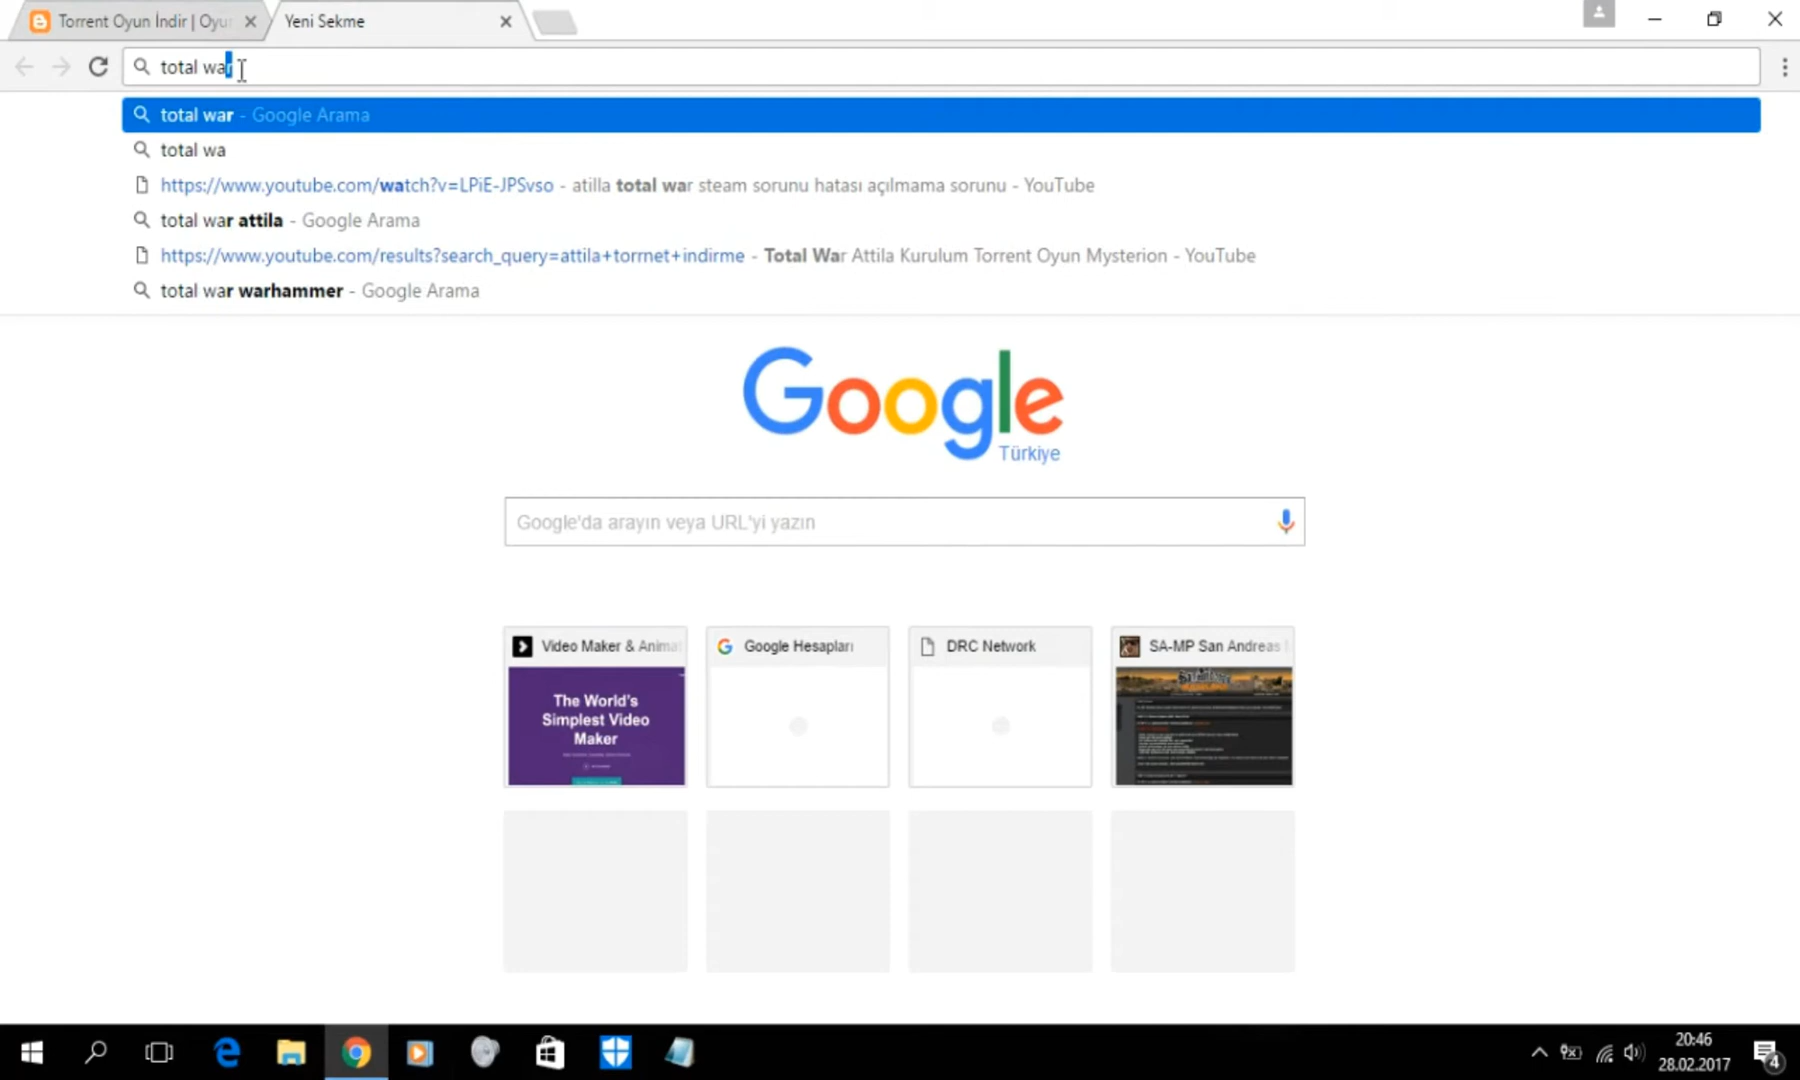 Torrent Oyun İndir | Oyun
Yeni Sekme
total war
total war - Google Arama
total wa
https://www.youtube.com/watch?v=LPiE-JPSvso - atilla total war steam sorunu hatası açılmama sorunu - YouTube
total war attila - Google Arama
https://www.youtube.com/results?search_query=attila+torrnet+indirme - Total War Attila Kurulum Torrent Oyun Mysterion - YouTube
total war warhammer - Google Arama
Google
Türkiye
Google'da arayın veya URL'yi yazın
Video Maker & Animat
Google Hesapları
DRC Network
SA-MP San Andreas
The World's
Simplest Video
Maker
20:46
28.02.2017
4